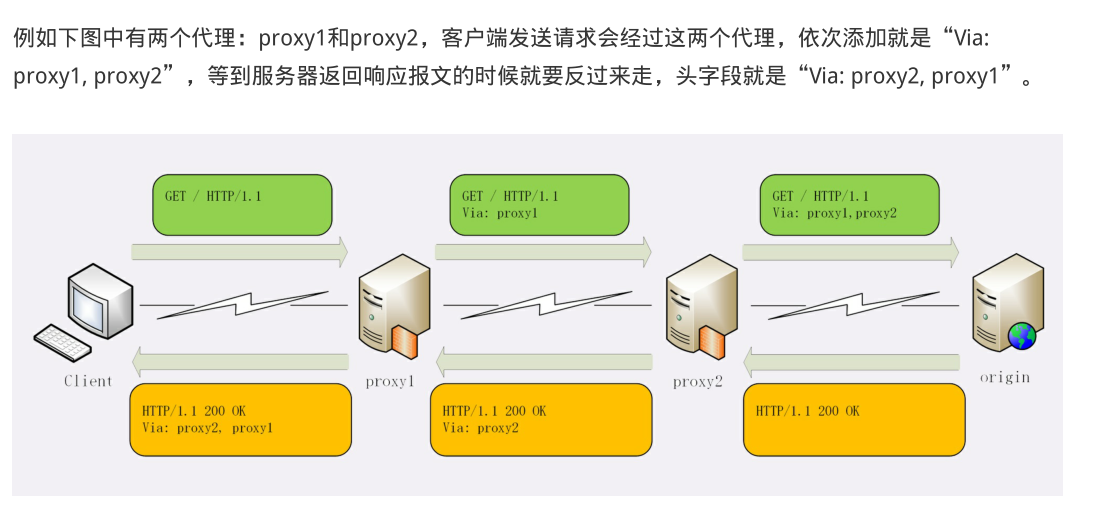 例如下图中有两个代理：proxy1和proxy2，客户端发送请求会经过这两个代理，依次添加就是“Via:
proxy1, proxy2”，等到服务器返回响应报文的时候就要反过来走，头字段就是“Via: proxy2, proxy1”。
GET / HTTP/1.1
GET / HTTP/1.1
Via: proxy1
GET / HTTP/1.1
Via: proxy1,proxy2
Client
proxy1
proxy2
origin
HTTP/1.1 200 OK
Via: proxy2, proxy1
HTTP/1.1 200 OK
Via: proxy2
HTTP/1.1 200 OK